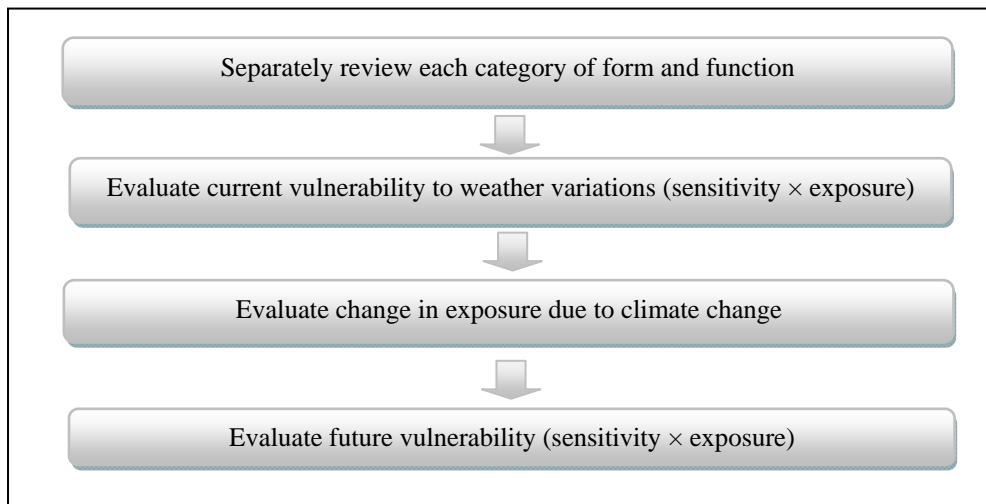 Separately review each category of form and function
Evaluate current vulnerability to weather variations (sensitivity × exposure)
Evaluate change in exposure due to climate change
Evaluate future vulnerability (sensitivity × exposure)